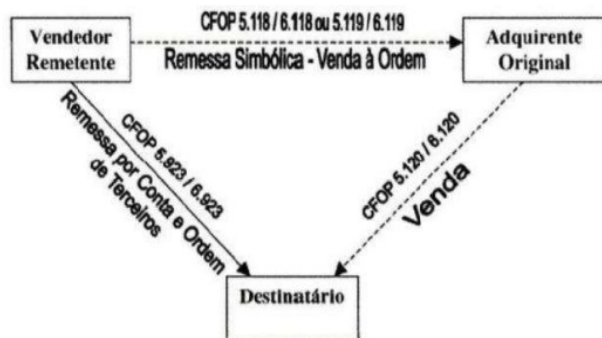 Vendedor
Remetente
CFOP 5.118 / 6.118 ou 5.119 / 6.119
Remessa Simbólica - Venda à Ordem
Adquirente
Original
CFOP 5.923 / 6.923
Remessa por Conta e Ordem
de Terceiros
CFOP 5.120 / 6.120
Venda
Destinatário